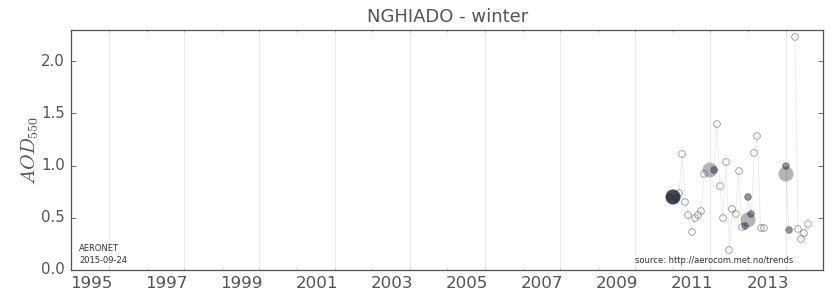 NGHIADO - winter
2.0
1.5
1.0
0.5
0.0
AOD550
AERONET
2015-09-24
source: http://aerocom.met.no/trends
1995 1997 1999 2001 2003 2005 2007 2009 2011 2013